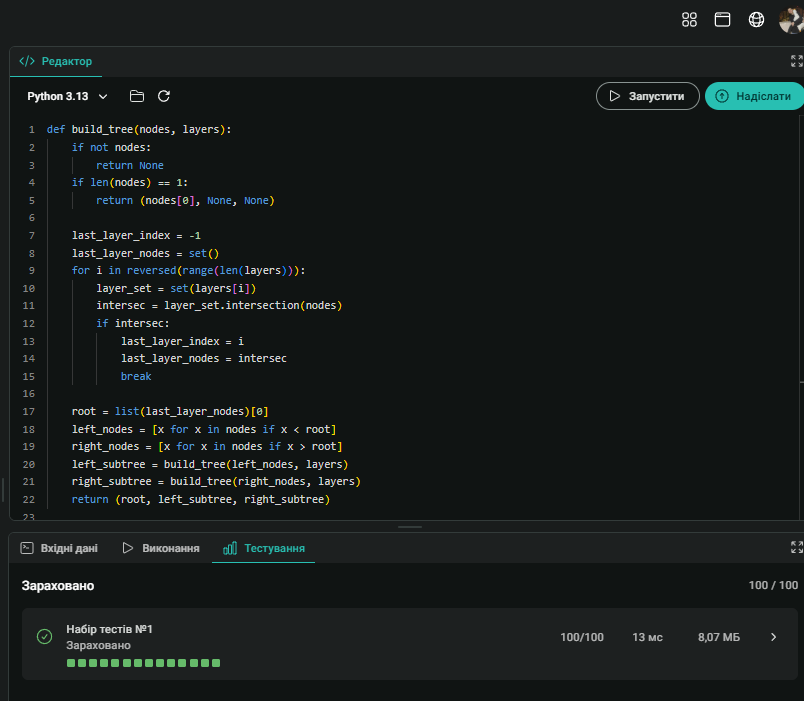 </> Редактор
Python 3.13
Запустити
Надіслати
1 def build_tree(nodes, layers):
2     if not nodes:
3         return None
4     if len(nodes) == 1:
5         return (nodes[0], None, None)
6
7     last_layer_index = -1
8     last_layer_nodes = set()
9     for i in reversed(range(len(layers))):
10         layer_set = set(layers[i])
11         intersec = layer_set.intersection(nodes)
12         if intersec:
13             last_layer_index = i
14             last_layer_nodes = intersec
15             break
16
17     root = list(last_layer_nodes)[0]
18     left_nodes = [x for x in nodes if x < root]
19     right_nodes = [x for x in nodes if x > root]
20     left_subtree = build_tree(left_nodes, layers)
21     right_subtree = build_tree(right_nodes, layers)
22     return (root, left_subtree, right_subtree)
23
Вхідні дані
Виконання
Тестування
Зараховано 100 / 100
Набір тестів №1 100/100 13 мс 8,07 МБ
Зараховано